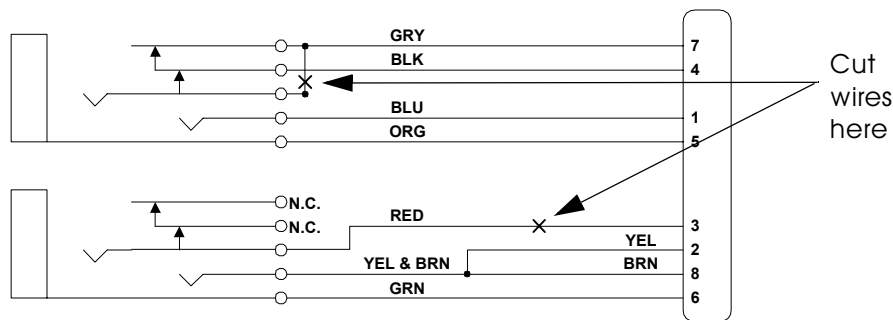 GRY 7
BLK 4
BLU 1
ORG 5
Cut
wires
here
N.C.
N.C.
RED 3
YEL 2
YEL & BRN BRN 8
GRN 6